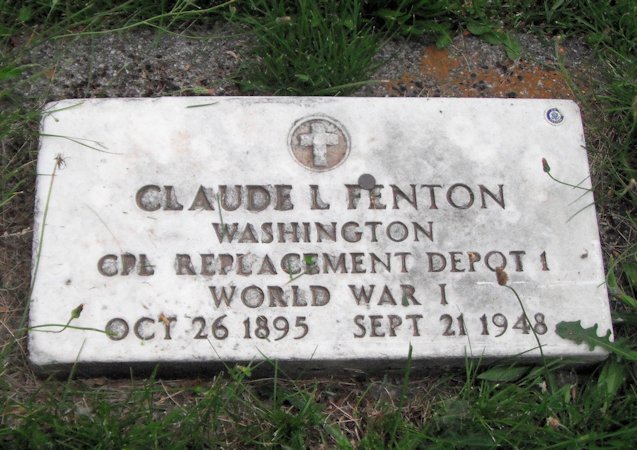 CLAUDE L FENTON
WASHINGTON
CPL REPLACEMENT DEPOT 1
WORLD WAR I
OCT 26 1895 SEPT 21 1948